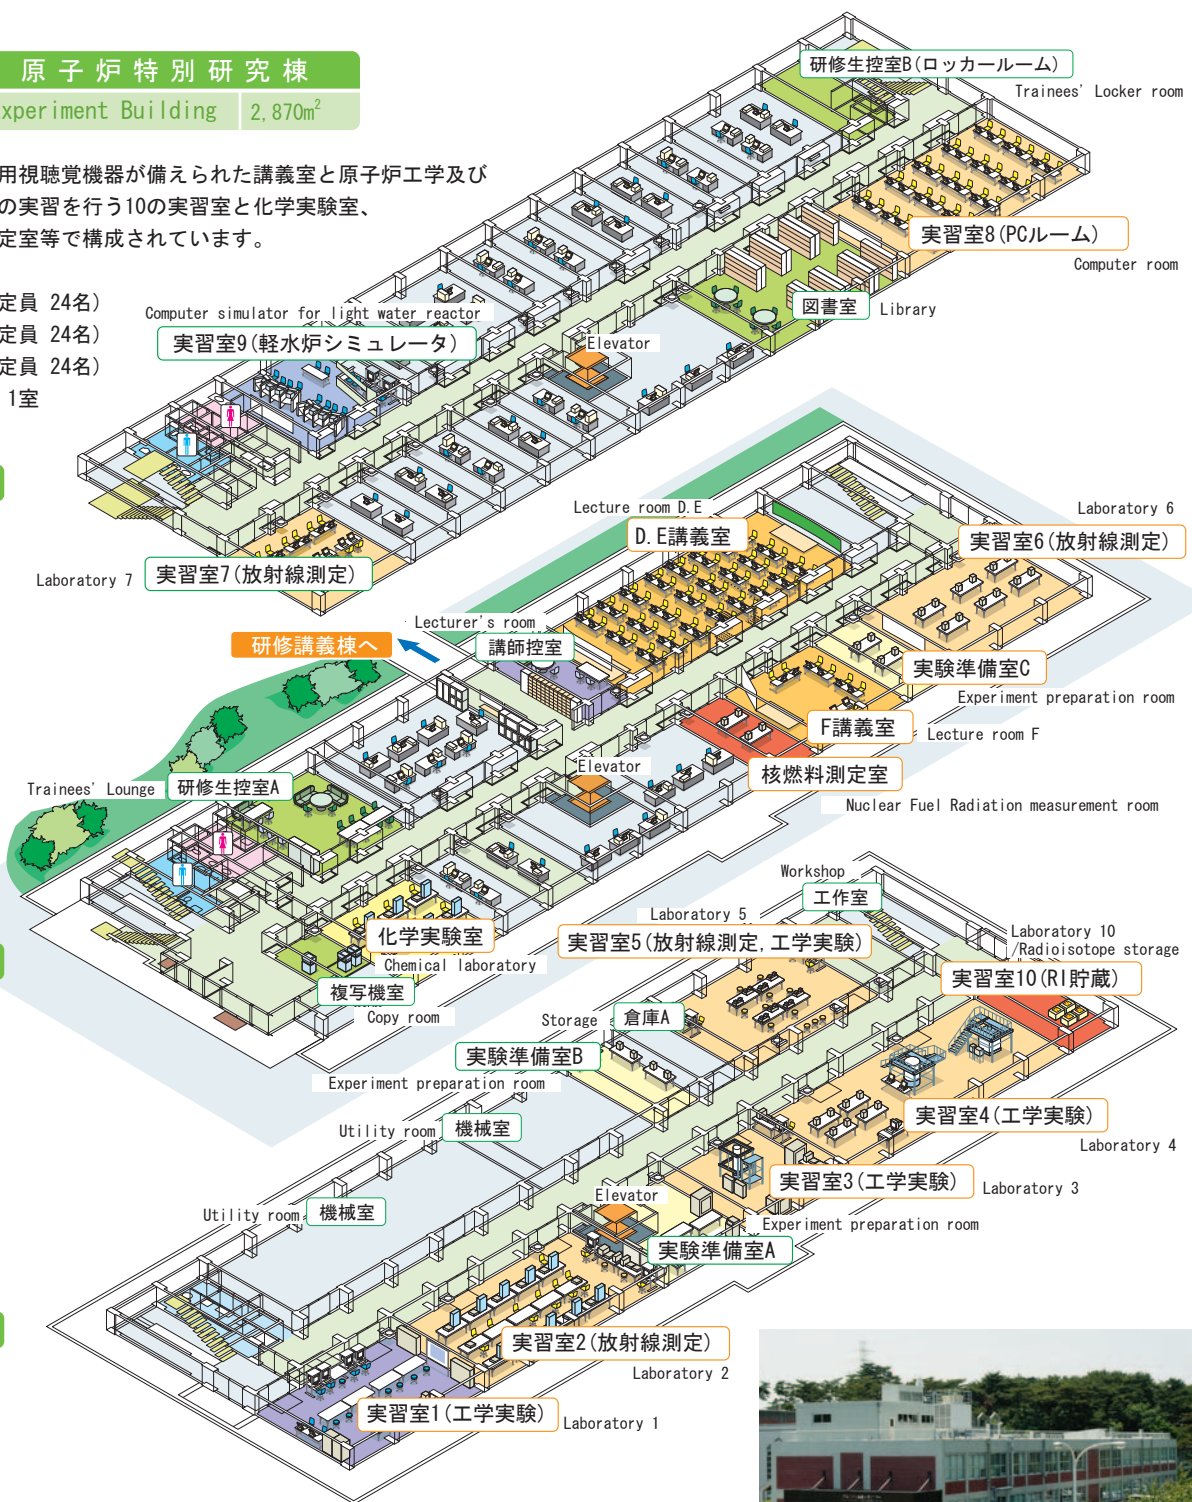 原子炉特別研究棟
xperiment Building 2,870m²
用視聴覚機器が備えられた講義室と原子炉工学及び
の実習を行う10の実習室と化学実験室、
定室等で構成されています。
定員 24名）
定員 24名）
定員 24名）
1室
研修生控室B（ロッカールーム）
Trainees' Locker room
実習室8（PCルーム）
Computer room
図書室 Library
Computer simulator for light water reactor
実習室9（軽水炉シミュレータ）
Elevator
Laboratory 7 実習室7（放射線測定）
Lecture room D.E
D.E講義室
Laboratory 6
実習室6（放射線測定）
Lecturer's room
講師控室
研修講義棟へ
実験準備室C
Experiment preparation room
F講義室 Lecture room F
核燃料測定室
Nuclear Fuel Radiation measurement room
Elevator
Trainees' Lounge 研修生控室A
化学実験室
Chemical laboratory
複写機室
Copy room
Workshop
工作室
Laboratory 5
実習室5（放射線測定,工学実験）
Laboratory 10
/Radioisotope storage
実習室10（RI貯蔵）
Storage 倉庫A
実験準備室B
Experiment preparation room
Utility room 機械室
実習室4（工学実験）
Laboratory 4
実習室3（工学実験） Laboratory 3
Utility room 機械室
Elevator
Experiment preparation room
実験準備室A
実習室2（放射線測定）
Laboratory 2
実習室1（工学実験） Laboratory 1